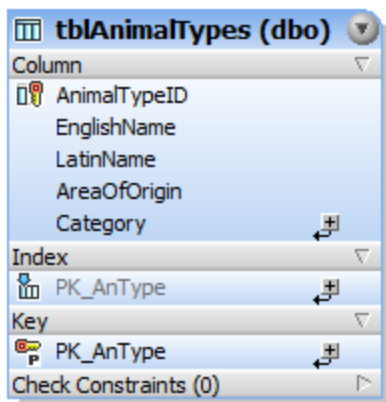 tblAnimalTypes (dbo)
Column
AnimalTypeID
EnglishName
LatinName
AreaOfOrigin
Category
Index
PK_AnType
Key
P PK_AnType
Check Constraints (0)